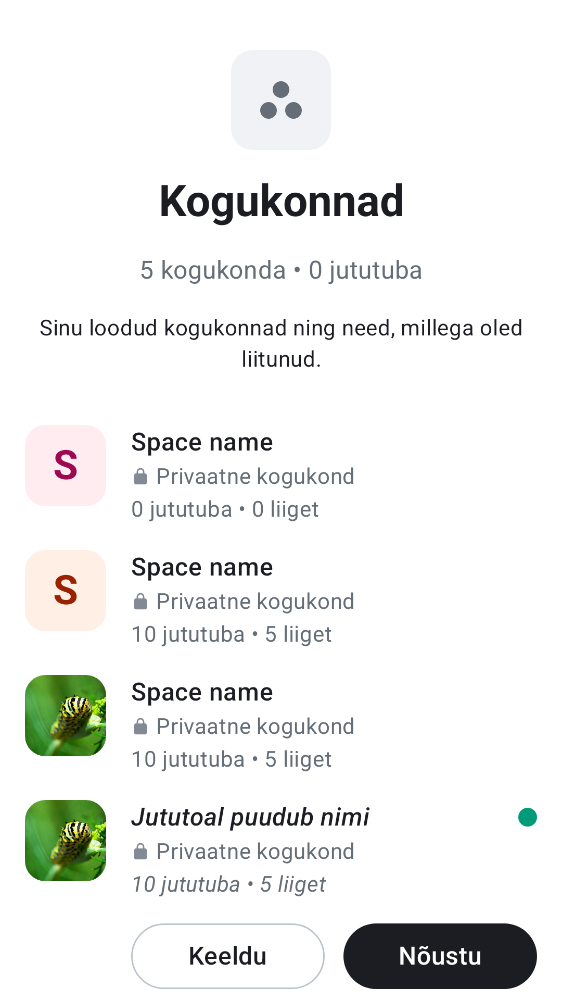 Kogukonnad
5 kogukonda • 0 jututuba
Sinu loodud kogukonnad ning need, millega oled
liitunud.
S
Space name
Privaatne kogukond
0 jututuba • 0 liiget
S
Space name
Privaatne kogukond
10 jututuba • 5 liiget
Space name
Privaatne kogukond
10 jututuba • 5 liiget
Jututoal puudub nimi
Privaatne kogukond
10 jututuba • 5 liiget
Keeldu
Nõustu